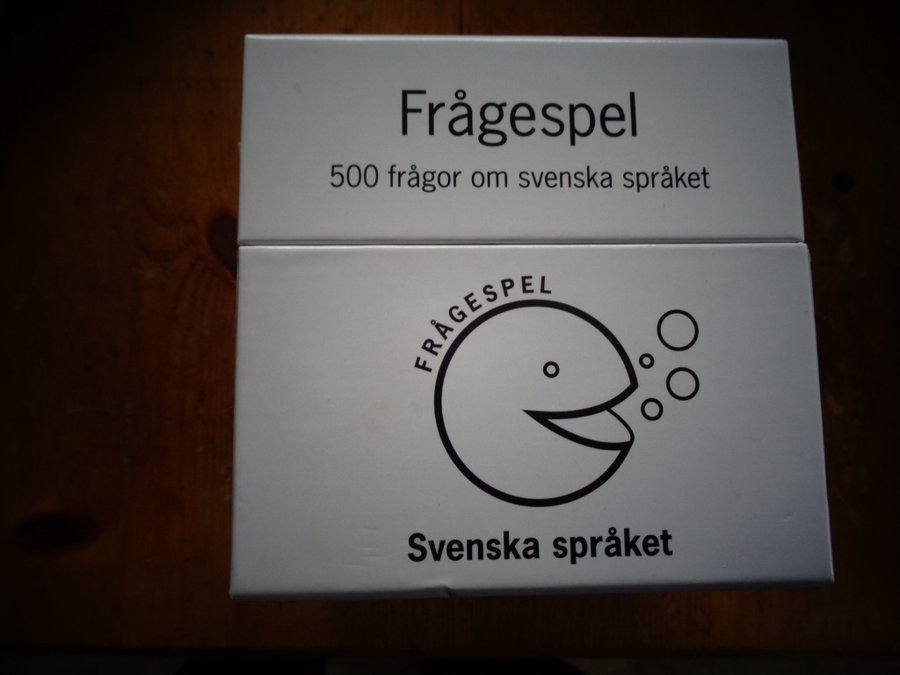 Frågespel
500 frågor om svenska språket
FRÅGESPEL
Svenska språket